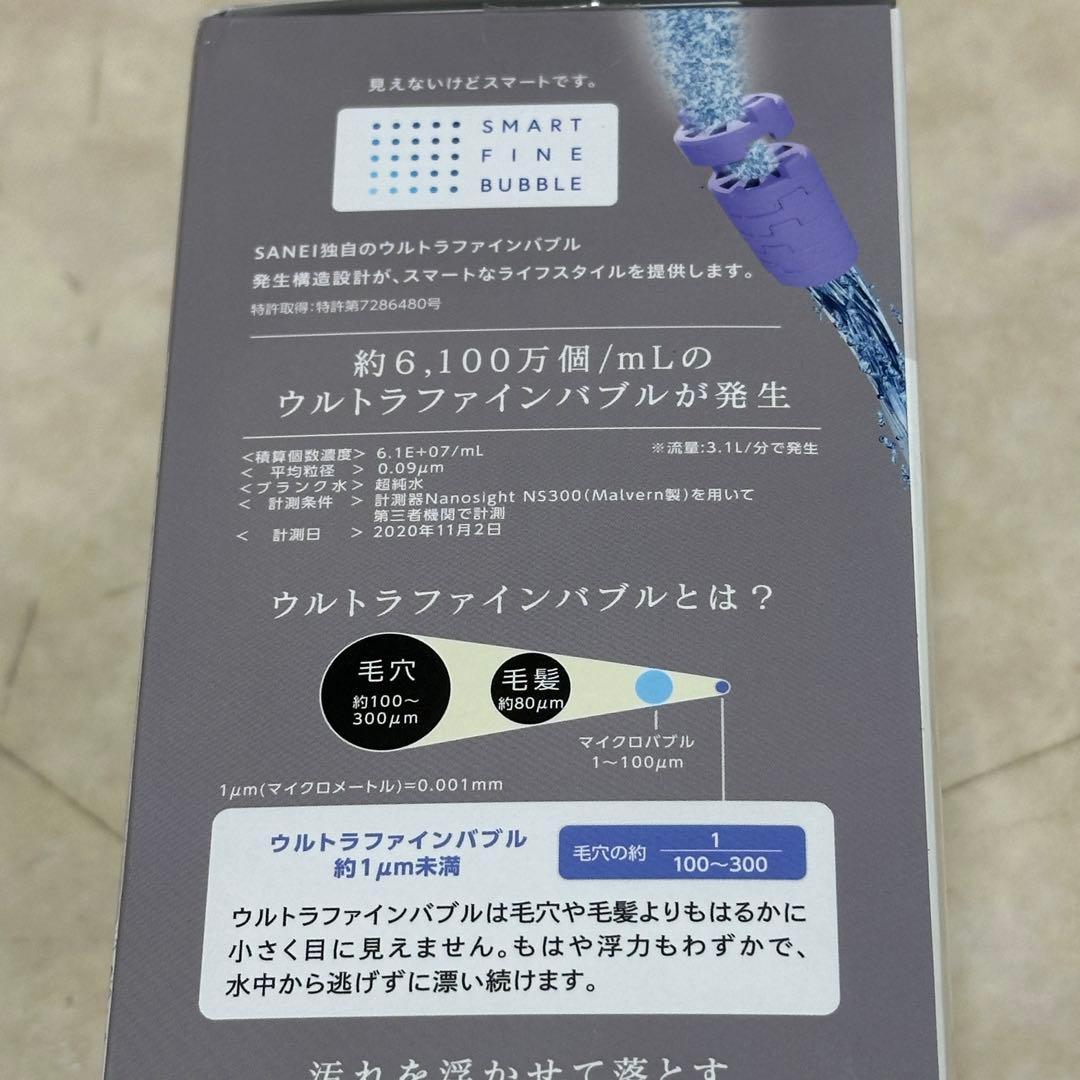 見えないけどスマートです。
SMART
FINE
BUBBLE
SANEI独自のウルトラファインバブル
発生構造設計が、スマートなライフスタイルを提供します。
特許取得:特許第7286480号
約6,100万個/mLの
ウルトラファインバブルが発生
<積算個数濃度> 6.1E+07/mL ※流量:3.1L/分で発生
< 平均粒径 > 0.09μm
<ブランク水> 超純水
< 計測条件 > 計測器Nanosight NS300(Malvern製)を用いて
第三者機関で計測
< 計測日 > 2020年11月2日
ウルトラファインバブルとは?
毛穴
約100〜
300μm
毛髪
約80μm
マイクロバブル
1〜100μm
1μm(マイクロメートル)=0.001mm
ウルトラファインバブル
約1μm未満
毛穴の約 1
100〜300
ウルトラファインバブルは毛穴や毛髪よりもはるかに
小さく目に見えません。もはや浮力もわずかで、
水中から逃げずに漂い続けます。
汚れを浮かせて落とす